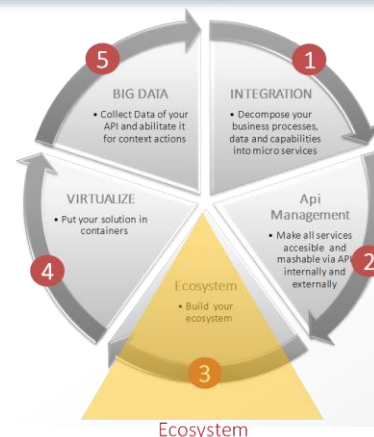 1
INTEGRATION
• Decompose your
business processes,
data and capabilities
into micro services
2
Api
Management
• Make all services
accesible and
mashable via API
internally and
externally
3
Ecosystem
• Build your
ecosystem
4
VIRTUALIZE
• Put your solution in
containers
5
BIG DATA
• Collect Data of your
API and abilitate it
for context actions
Ecosystem